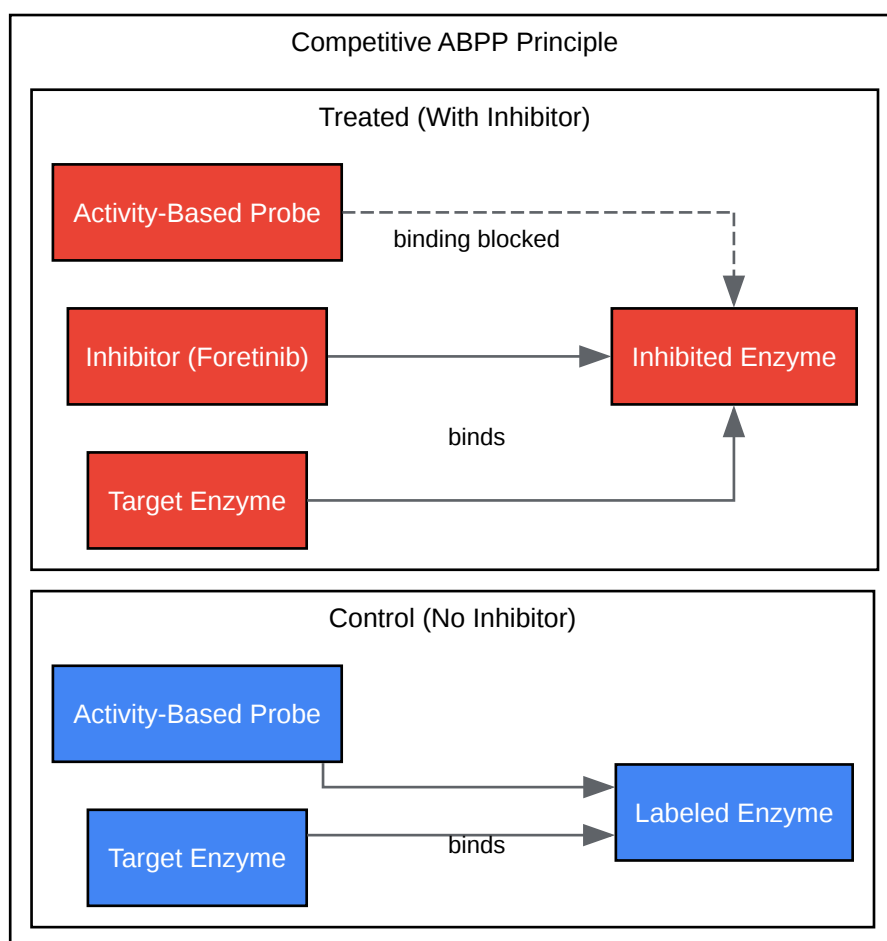 Competitive ABPP Principle
Treated (With Inhibitor)
Activity-Based Probe
binding blocked
Inhibitor (Foretinib)
Inhibited Enzyme
binds
Target Enzyme
Control (No Inhibitor)
Activity-Based Probe
Labeled Enzyme
Target Enzyme
binds